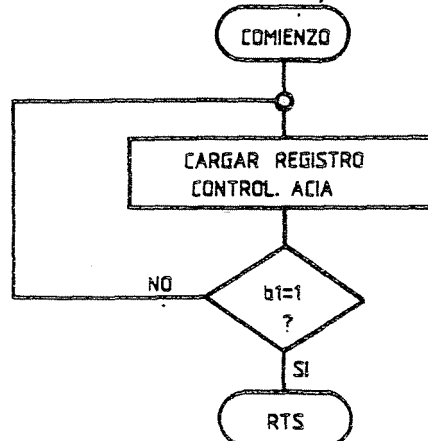 COMIENZO
CARGAR REGISTRO
CONTROL. ACIA
NO
b1=1
?
SI
RTS